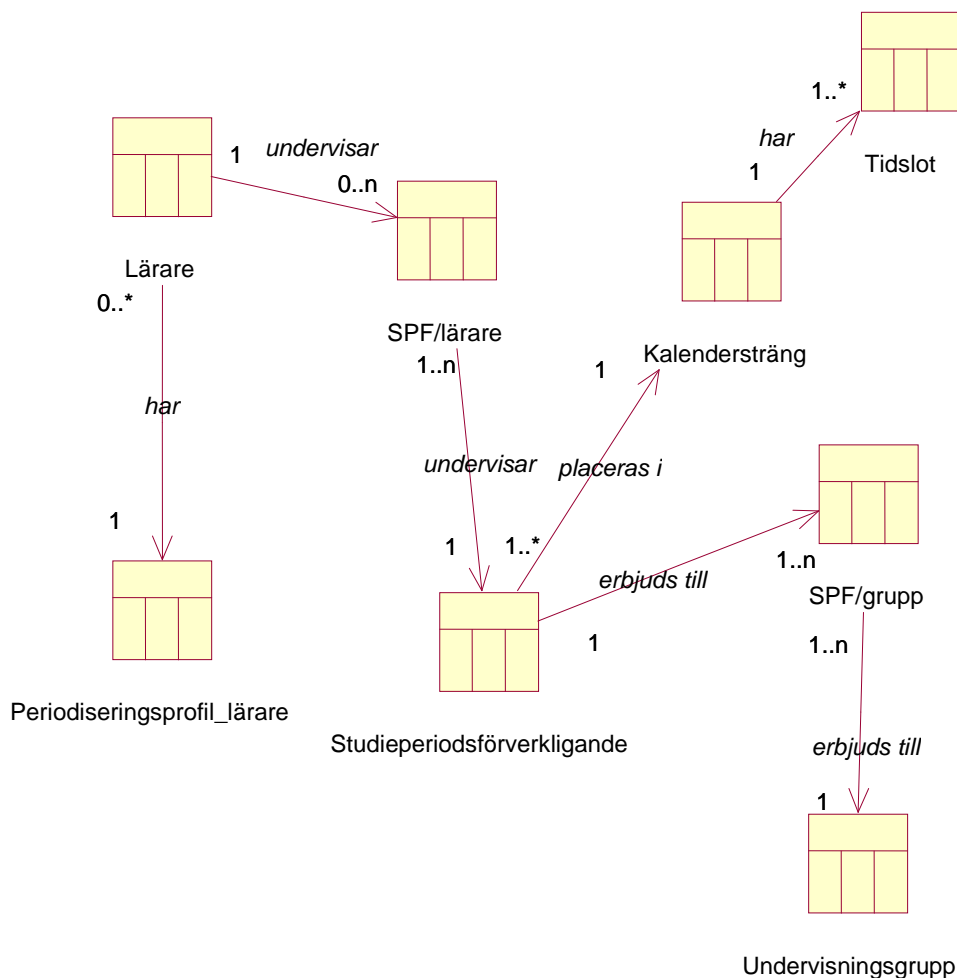 1..*
har
1
Tidslot
1
undervisar
0..n
Lärare
0..*
SPF/lärare
1..n
Kalendersträng
1
har
undervisar
placeras i
1
1
1..*
erbjuds till
1..n
SPF/grupp
1
1..n
Periodiseringsprofil_lärare
Studieperiodsförverkligande
erbjuds till
1
Undervisningsgrupp